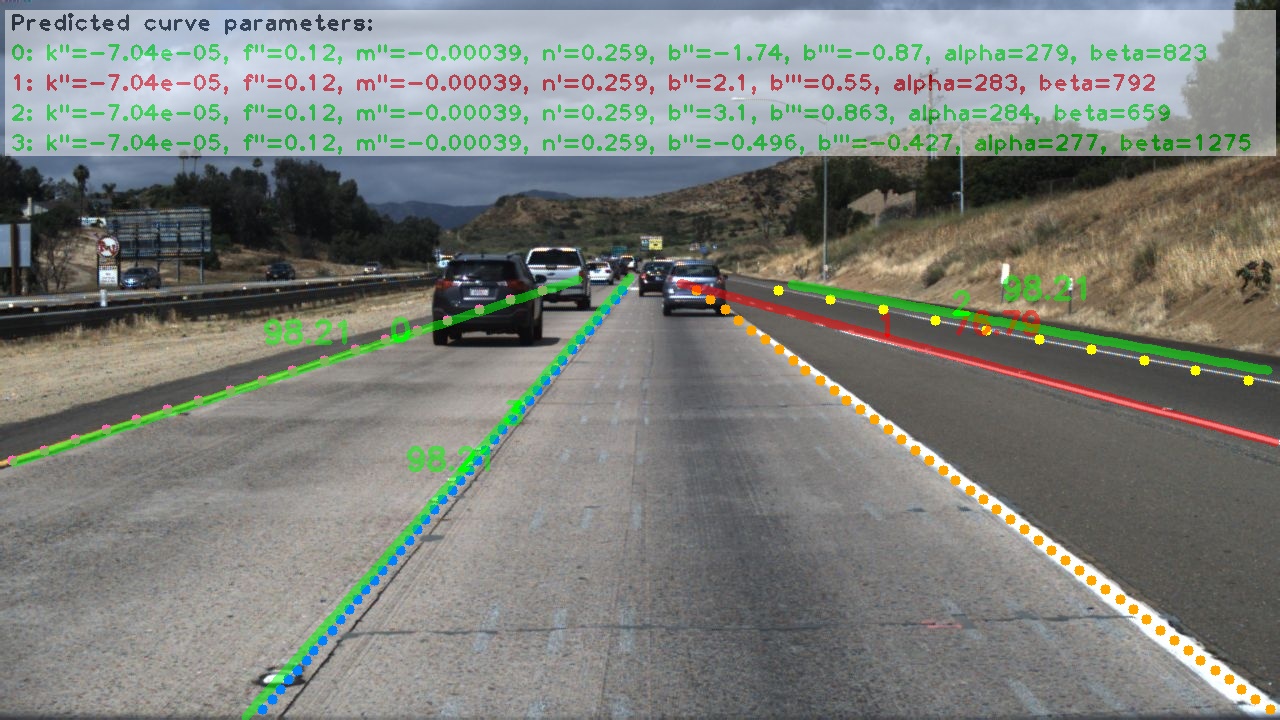 Predicted curve parameters:
0: k''=-7.04e-05, f''=0.12, m''=-0.00039, n'=0.259, b''=-1.74, b'''=-0.87, alpha=279, beta=823
1: k''=-7.04e-05, f''=0.12, m''=-0.00039, n'=0.259, b''=2.1, b'''=0.55, alpha=283, beta=792
2: k''=-7.04e-05, f''=0.12, m''=-0.00039, n'=0.259, b''=3.1, b'''=0.863, alpha=284, beta=659
3: k''=-7.04e-05, f''=0.12, m''=-0.00039, n'=0.259, b''=-0.496, b'''=-0.427, alpha=277, beta=1275
98.21
2
98.21 0
1
98.21